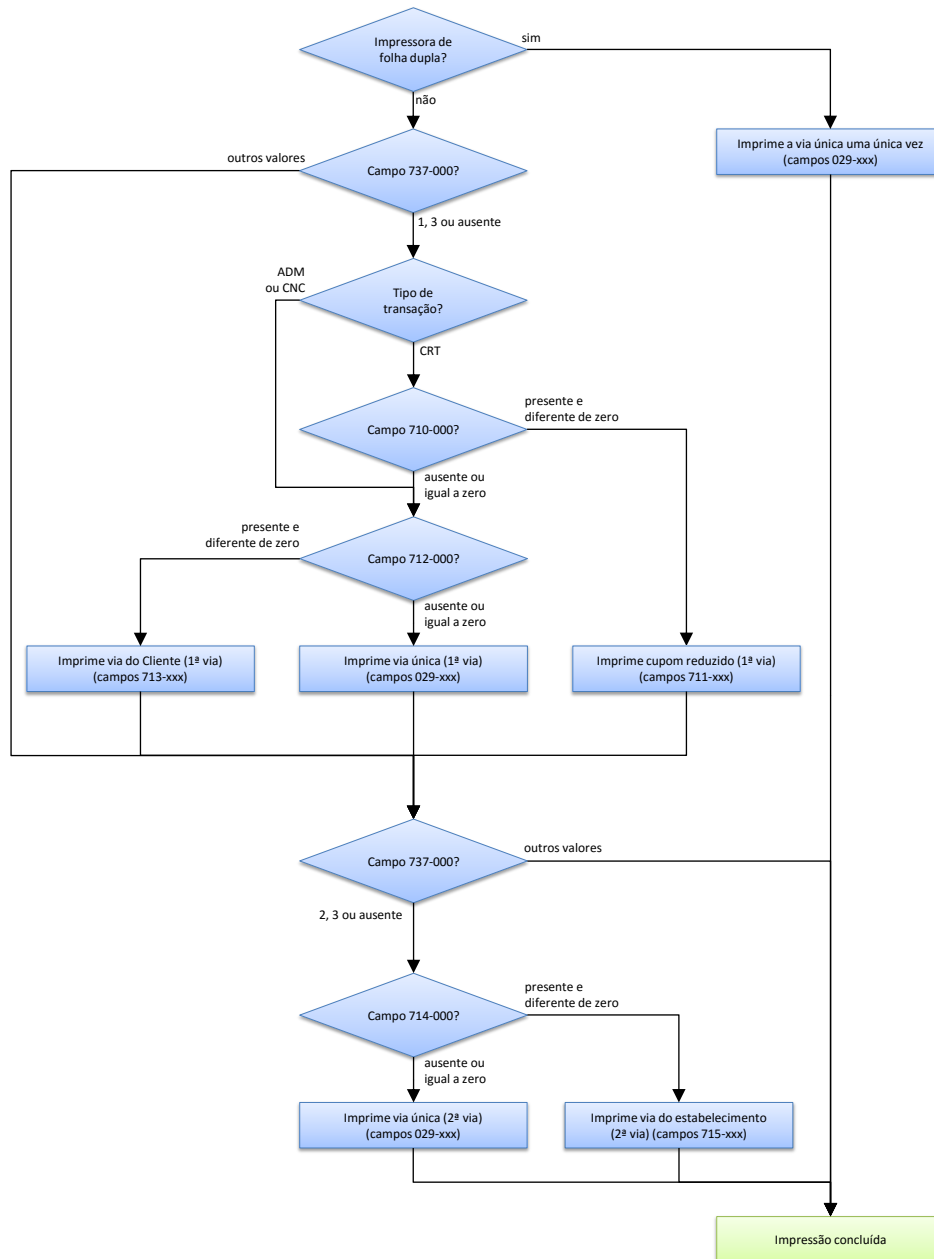 Impressora de
folha dupla?
sim
não
Imprime a via única uma única vez
(campos 029-xxx)
outros valores
Campo 737-000?
1, 3 ou ausente
ADM
ou CNC
Tipo de
transação?
CRT
presente e
diferente de zero
Campo 710-000?
ausente ou
igual a zero
presente e
diferente de zero
Campo 712-000?
ausente ou
igual a zero
Imprime via do Cliente (1ª via)
(campos 713-xxx)
Imprime via única (1ª via)
(campos 029-xxx)
Imprime cupom reduzido (1ª via)
(campos 711-xxx)
Campo 737-000?
outros valores
2, 3 ou ausente
presente e
diferente de zero
Campo 714-000?
ausente ou
igual a zero
Imprime via única (2ª via)
(campos 029-xxx)
Imprime via do estabelecimento
(2ª via) (campos 715-xxx)
Impressão concluída